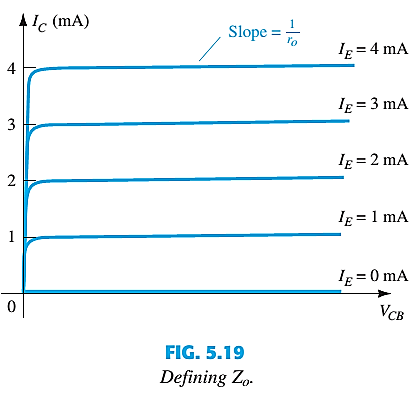 I_C (mA)
Slope = 1/r_o
I_E = 4 mA
4
I_E = 3 mA
3
I_E = 2 mA
2
I_E = 1 mA
1
I_E = 0 mA
0
V_CB
FIG. 5.19
Defining Z_o.